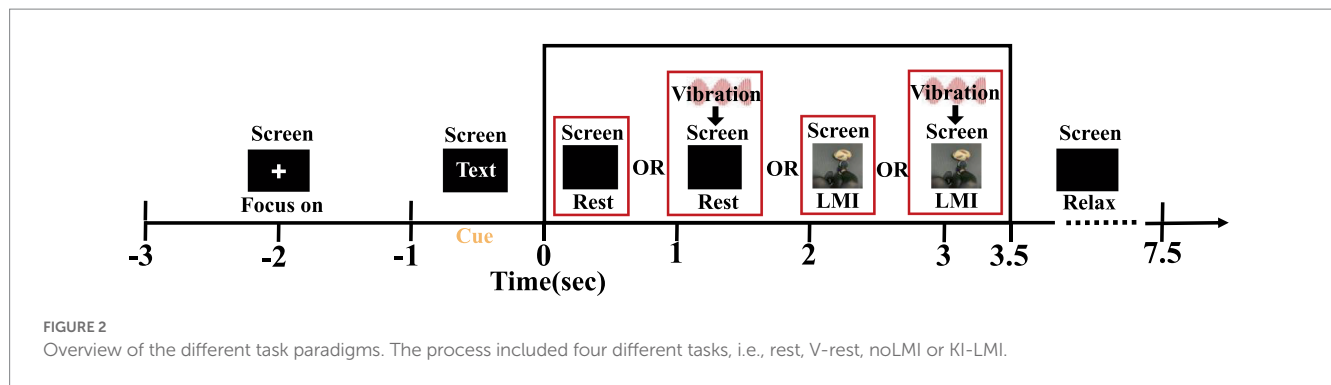 Vibration
Vibration
Screen
Screen
Screen
Screen
Screen
Screen
Screen
+
Text
OR
OR
OR
Focus on
Rest
Rest
LMI
LMI
Relax
Cue
-3
-2
-1
0
1
2
3
3.5
7.5
Time(sec)
FIGURE 2
Overview of the different task paradigms. The process included four different tasks, i.e., rest, V-rest, noLMI or KI-LMI.